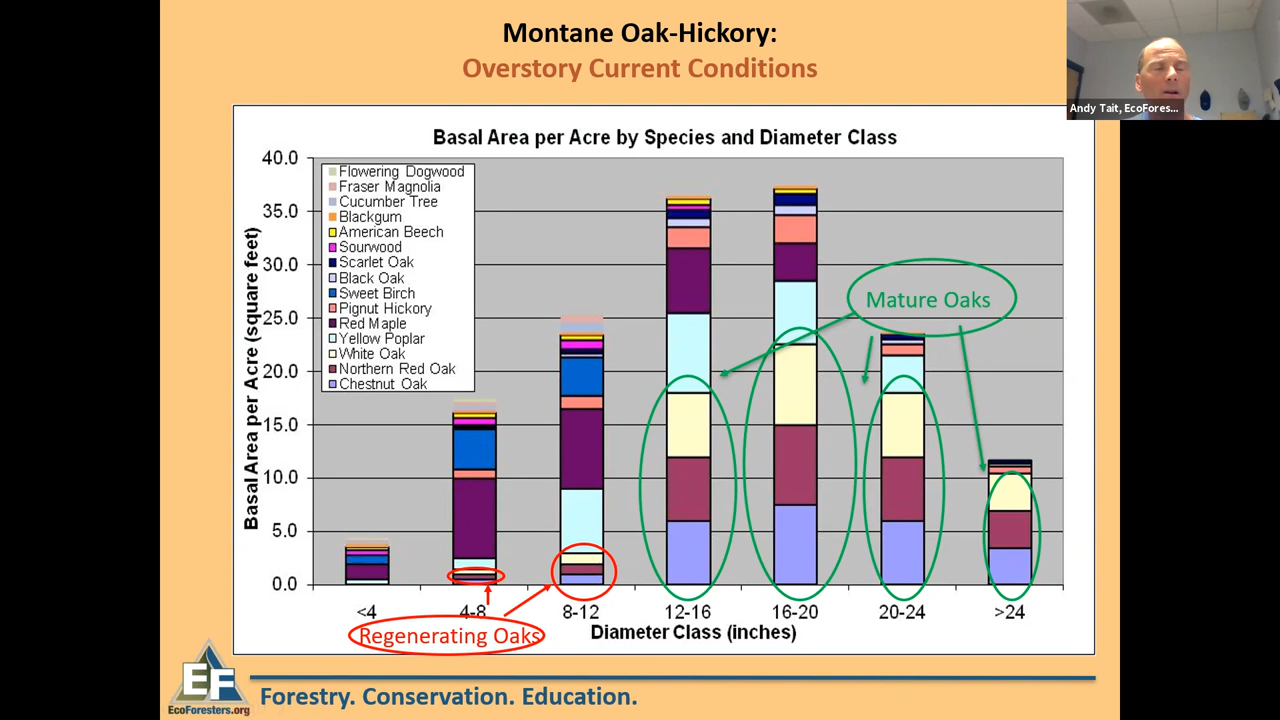 Montane Oak-Hickory:
Overstory Current Conditions
Andy Tait, EcoFores...
Basal Area per Acre by Species and Diameter Class
Basal Area per Acre (square feet)
40.0
35.0
30.0
25.0
20.0
15.0
10.0
5.0
0.0
Flowering Dogwood
Fraser Magnolia
Cucumber Tree
Blackgum
American Beech
Sourwood
Scarlet Oak
Black Oak
Sweet Birch
Pignut Hickory
Red Maple
Yellow Poplar
White Oak
Northern Red Oak
Chestnut Oak
Mature Oaks
<4 4-8 8-12 12-16 16-20 20-24 >24
Regenerating Oaks
Diameter Class (inches)
EF
EcoForesters.org
Forestry. Conservation. Education.